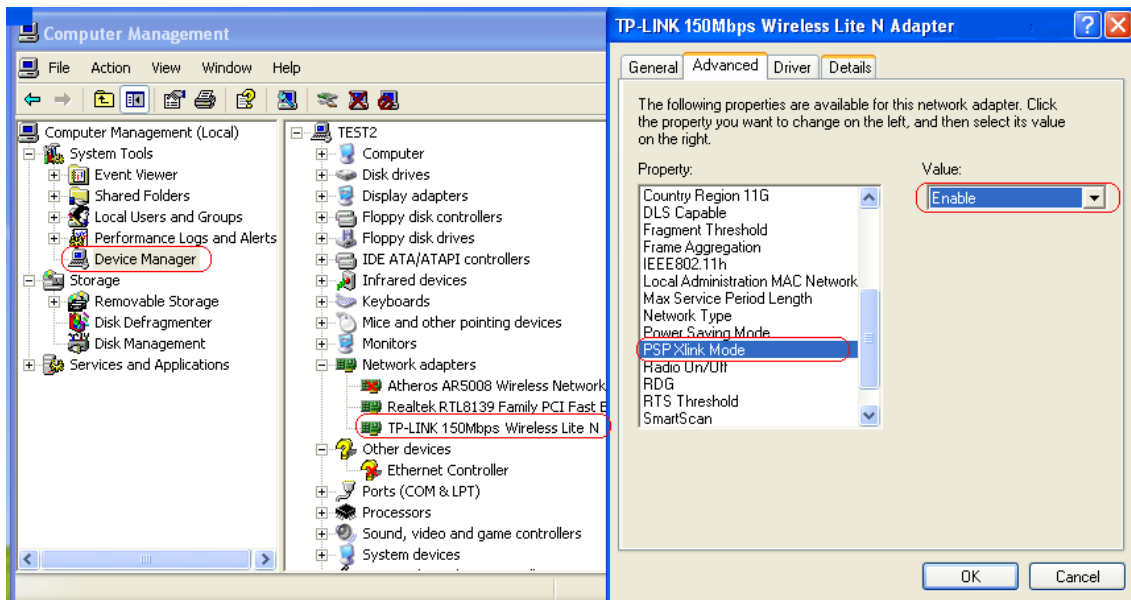 Computer Management
File Action View Window Help
Computer Management (Local)
System Tools
Event Viewer
Shared Folders
Local Users and Groups
Performance Logs and Alerts
Device Manager
Storage
Removable Storage
Disk Defragmenter
Disk Management
Services and Applications
TEST2
Computer
Disk drives
Display adapters
Floppy disk controllers
Floppy disk drives
IDE ATA/ATAPI controllers
Infrared devices
Keyboards
Mice and other pointing devices
Monitors
Network adapters
Atheros AR5008 Wireless Network
Realtek RTL8139 Family PCI Fast E
TP-LINK 150Mbps Wireless Lite N
Other devices
Ethernet Controller
Ports (COM & LPT)
Processors
Sound, video and game controllers
System devices
TP-LINK 150Mbps Wireless Lite N Adapter
General Advanced Driver Details
The following properties are available for this network adapter. Click
the property you want to change on the left, and then select its value
on the right.
Property:
Value:
Country Region 11G
DLS Capable
Fragment Threshold
Frame Aggregation
IEEE802.11h
Local Administration MAC Network
Max Service Period Length
Network Type
Power Saving Mode
PSP Xlink Mode
Radio On/Off
RDG
RTS Threshold
SmartScan
Enable
OK Cancel